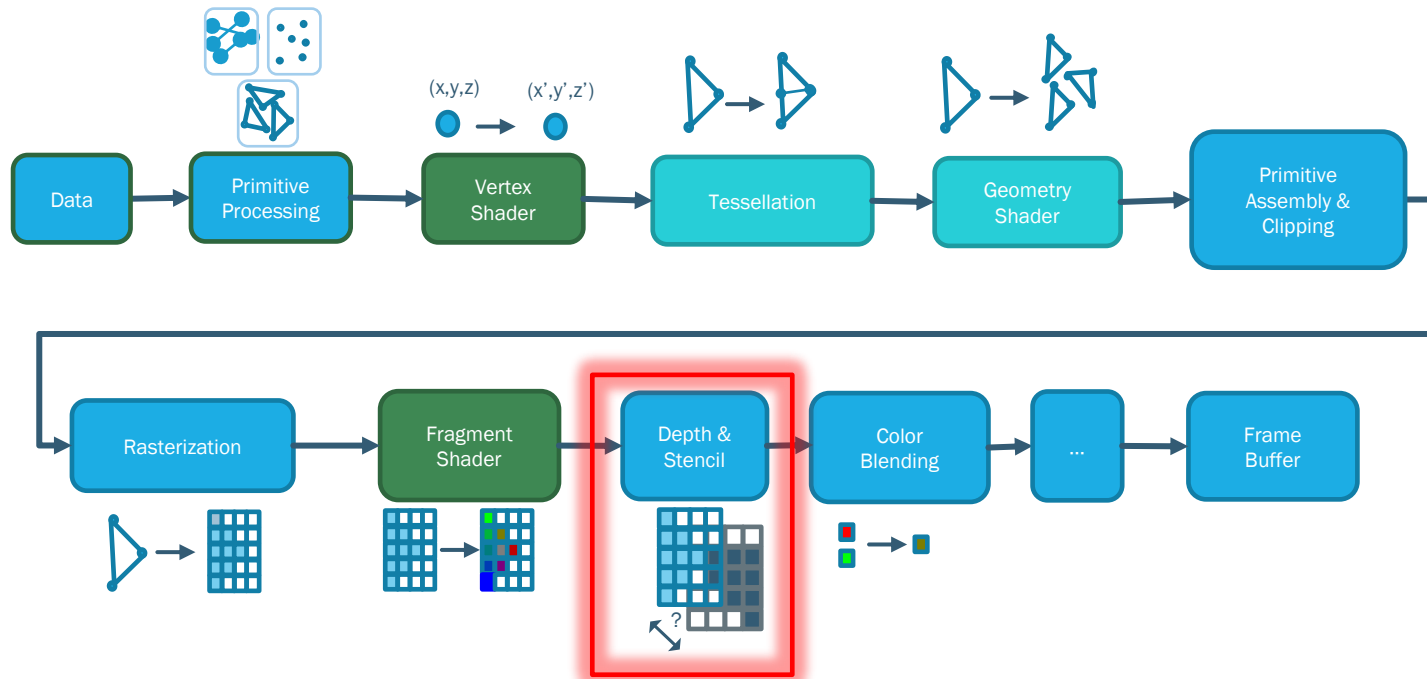 (x,y,z)
(x’,y’,z’)
Data
Primitive
Processing
Vertex
Shader
Tessellation
Geometry
Shader
Primitive
Assembly &
Clipping
Rasterization
Fragment
Shader
Depth &
Stencil
Color
Blending
...
Frame
Buffer
?